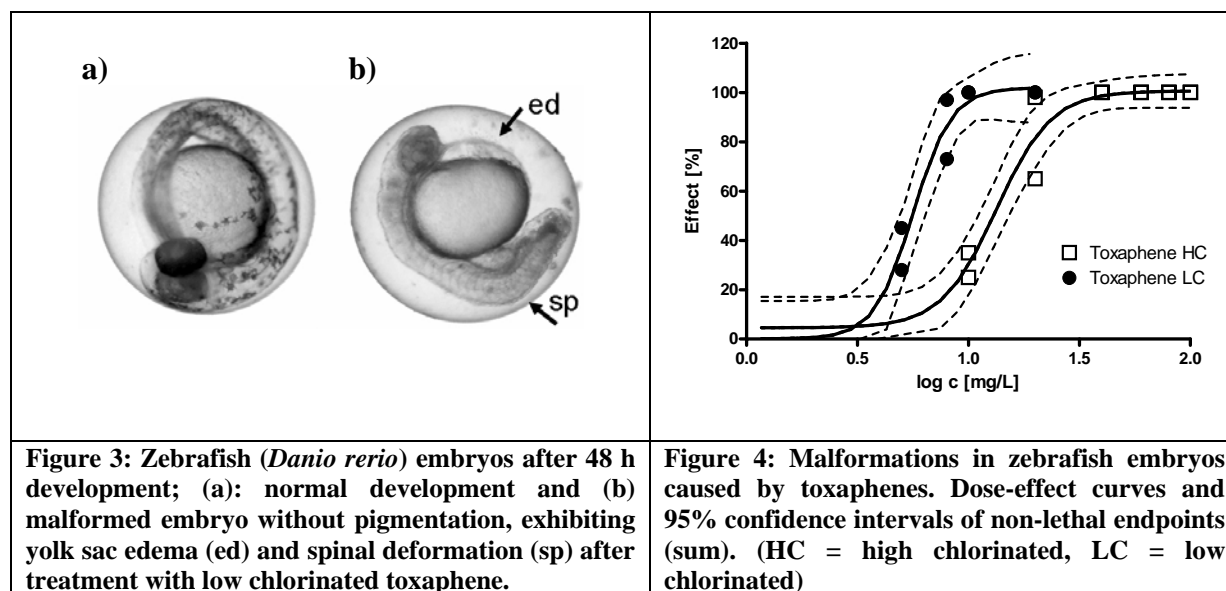 a)
b)
ed
sp
120
100
80
60
40
20
0
Effect [%]
0.0
0.5
1.0
1.5
2.0
log c [mg/L]
Toxaphene HC
Toxaphene LC
Figure 3: Zebrafish (Danio rerio) embryos after 48 h
development; (a): normal development and (b)
malformed embryo without pigmentation, exhibiting
yolk sac edema (ed) and spinal deformation (sp) after
treatment with low chlorinated toxaphene.
Figure 4: Malformations in zebrafish embryos
caused by toxaphenes. Dose-effect curves and
95% confidence intervals of non-lethal endpoints
(sum). (HC = high chlorinated, LC = low
chlorinated)